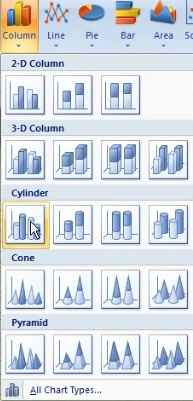 Column Line Pie Bar Area
2-D Column
3-D Column
Cylinder
Cone
Pyramid
All Chart Types...